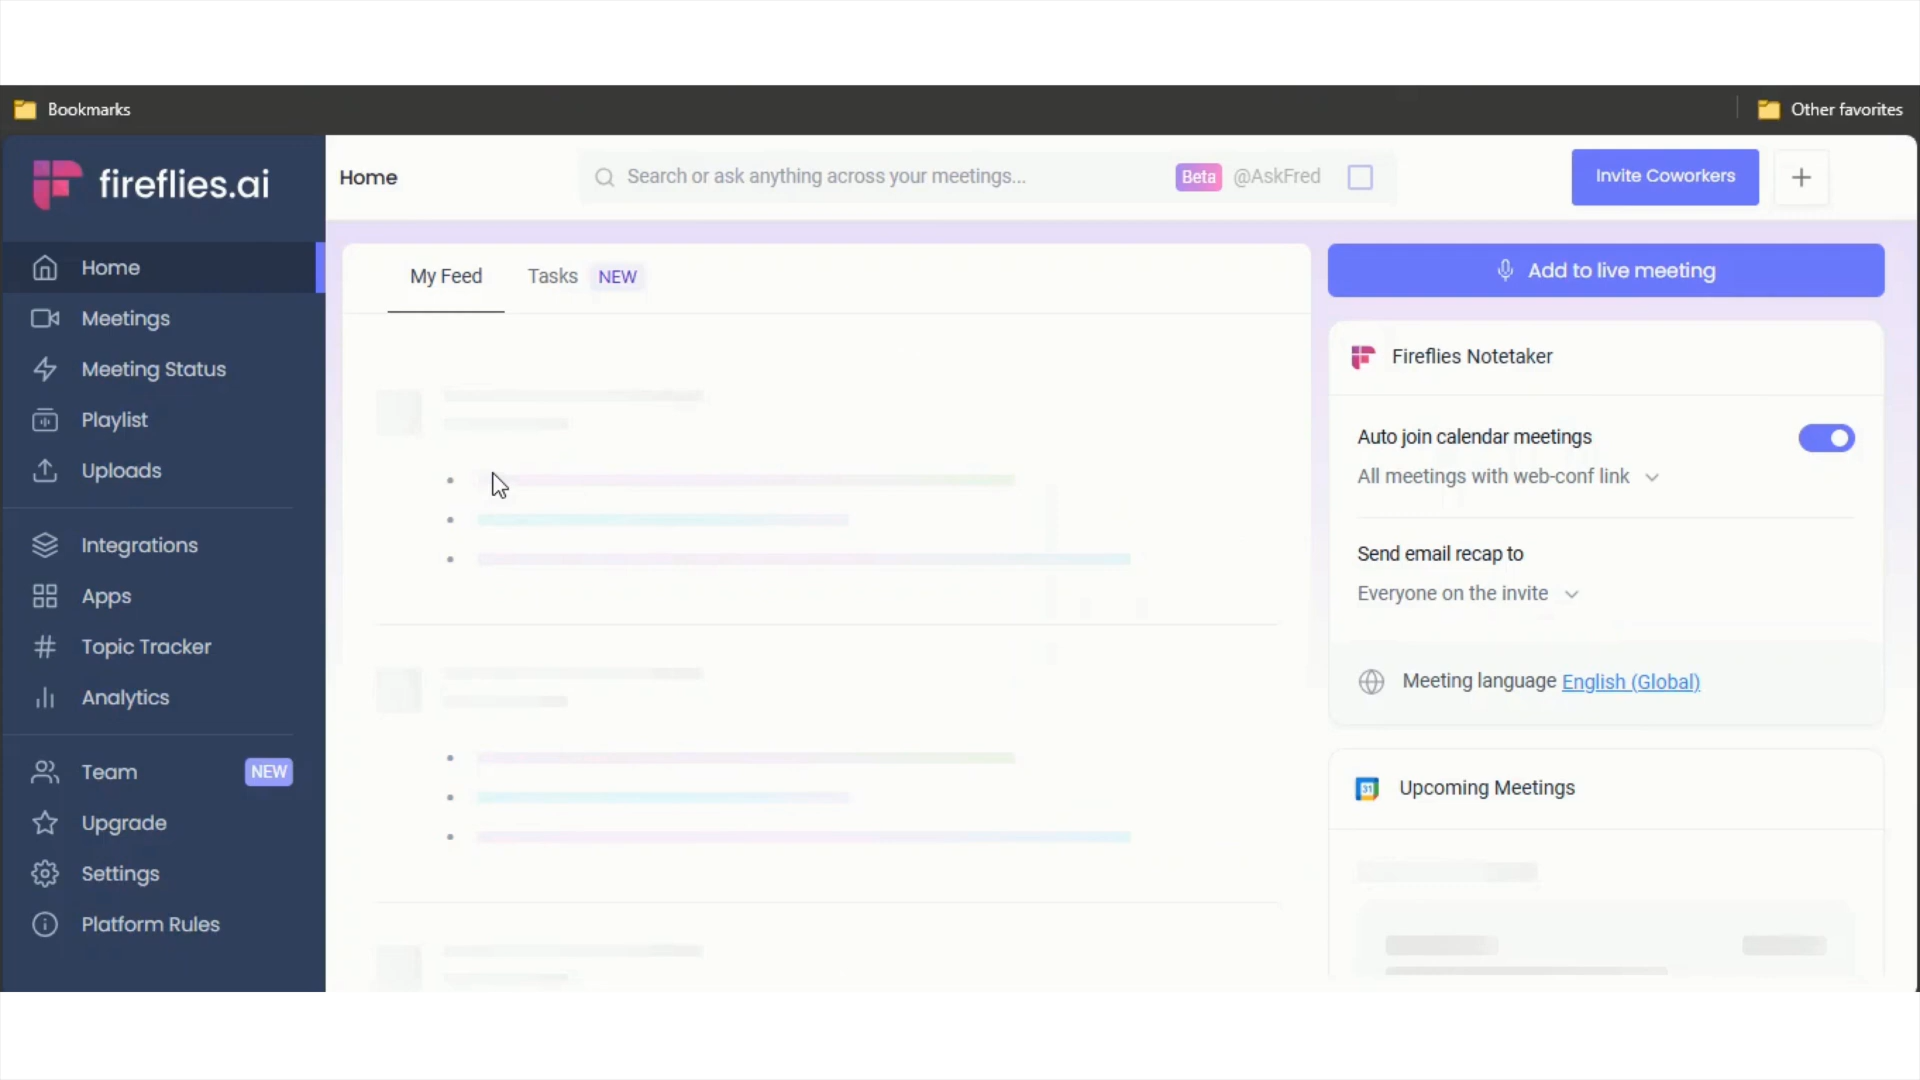 Bookmarks
Other favorites
fireflies.ai
Home
Search or ask anything across your meetings...
Beta @AskFred
Invite Coworkers
+
Home
Meetings
Meeting Status
Playlist
Uploads
Integrations
Apps
Topic Tracker
Analytics
Team NEW
Upgrade
Settings
Platform Rules
My Feed
Tasks NEW
Add to live meeting
Fireflies Notetaker
Auto join calendar meetings
All meetings with web-conf link
Send email recap to
Everyone on the invite
Meeting language English (Global)
31
Upcoming Meetings